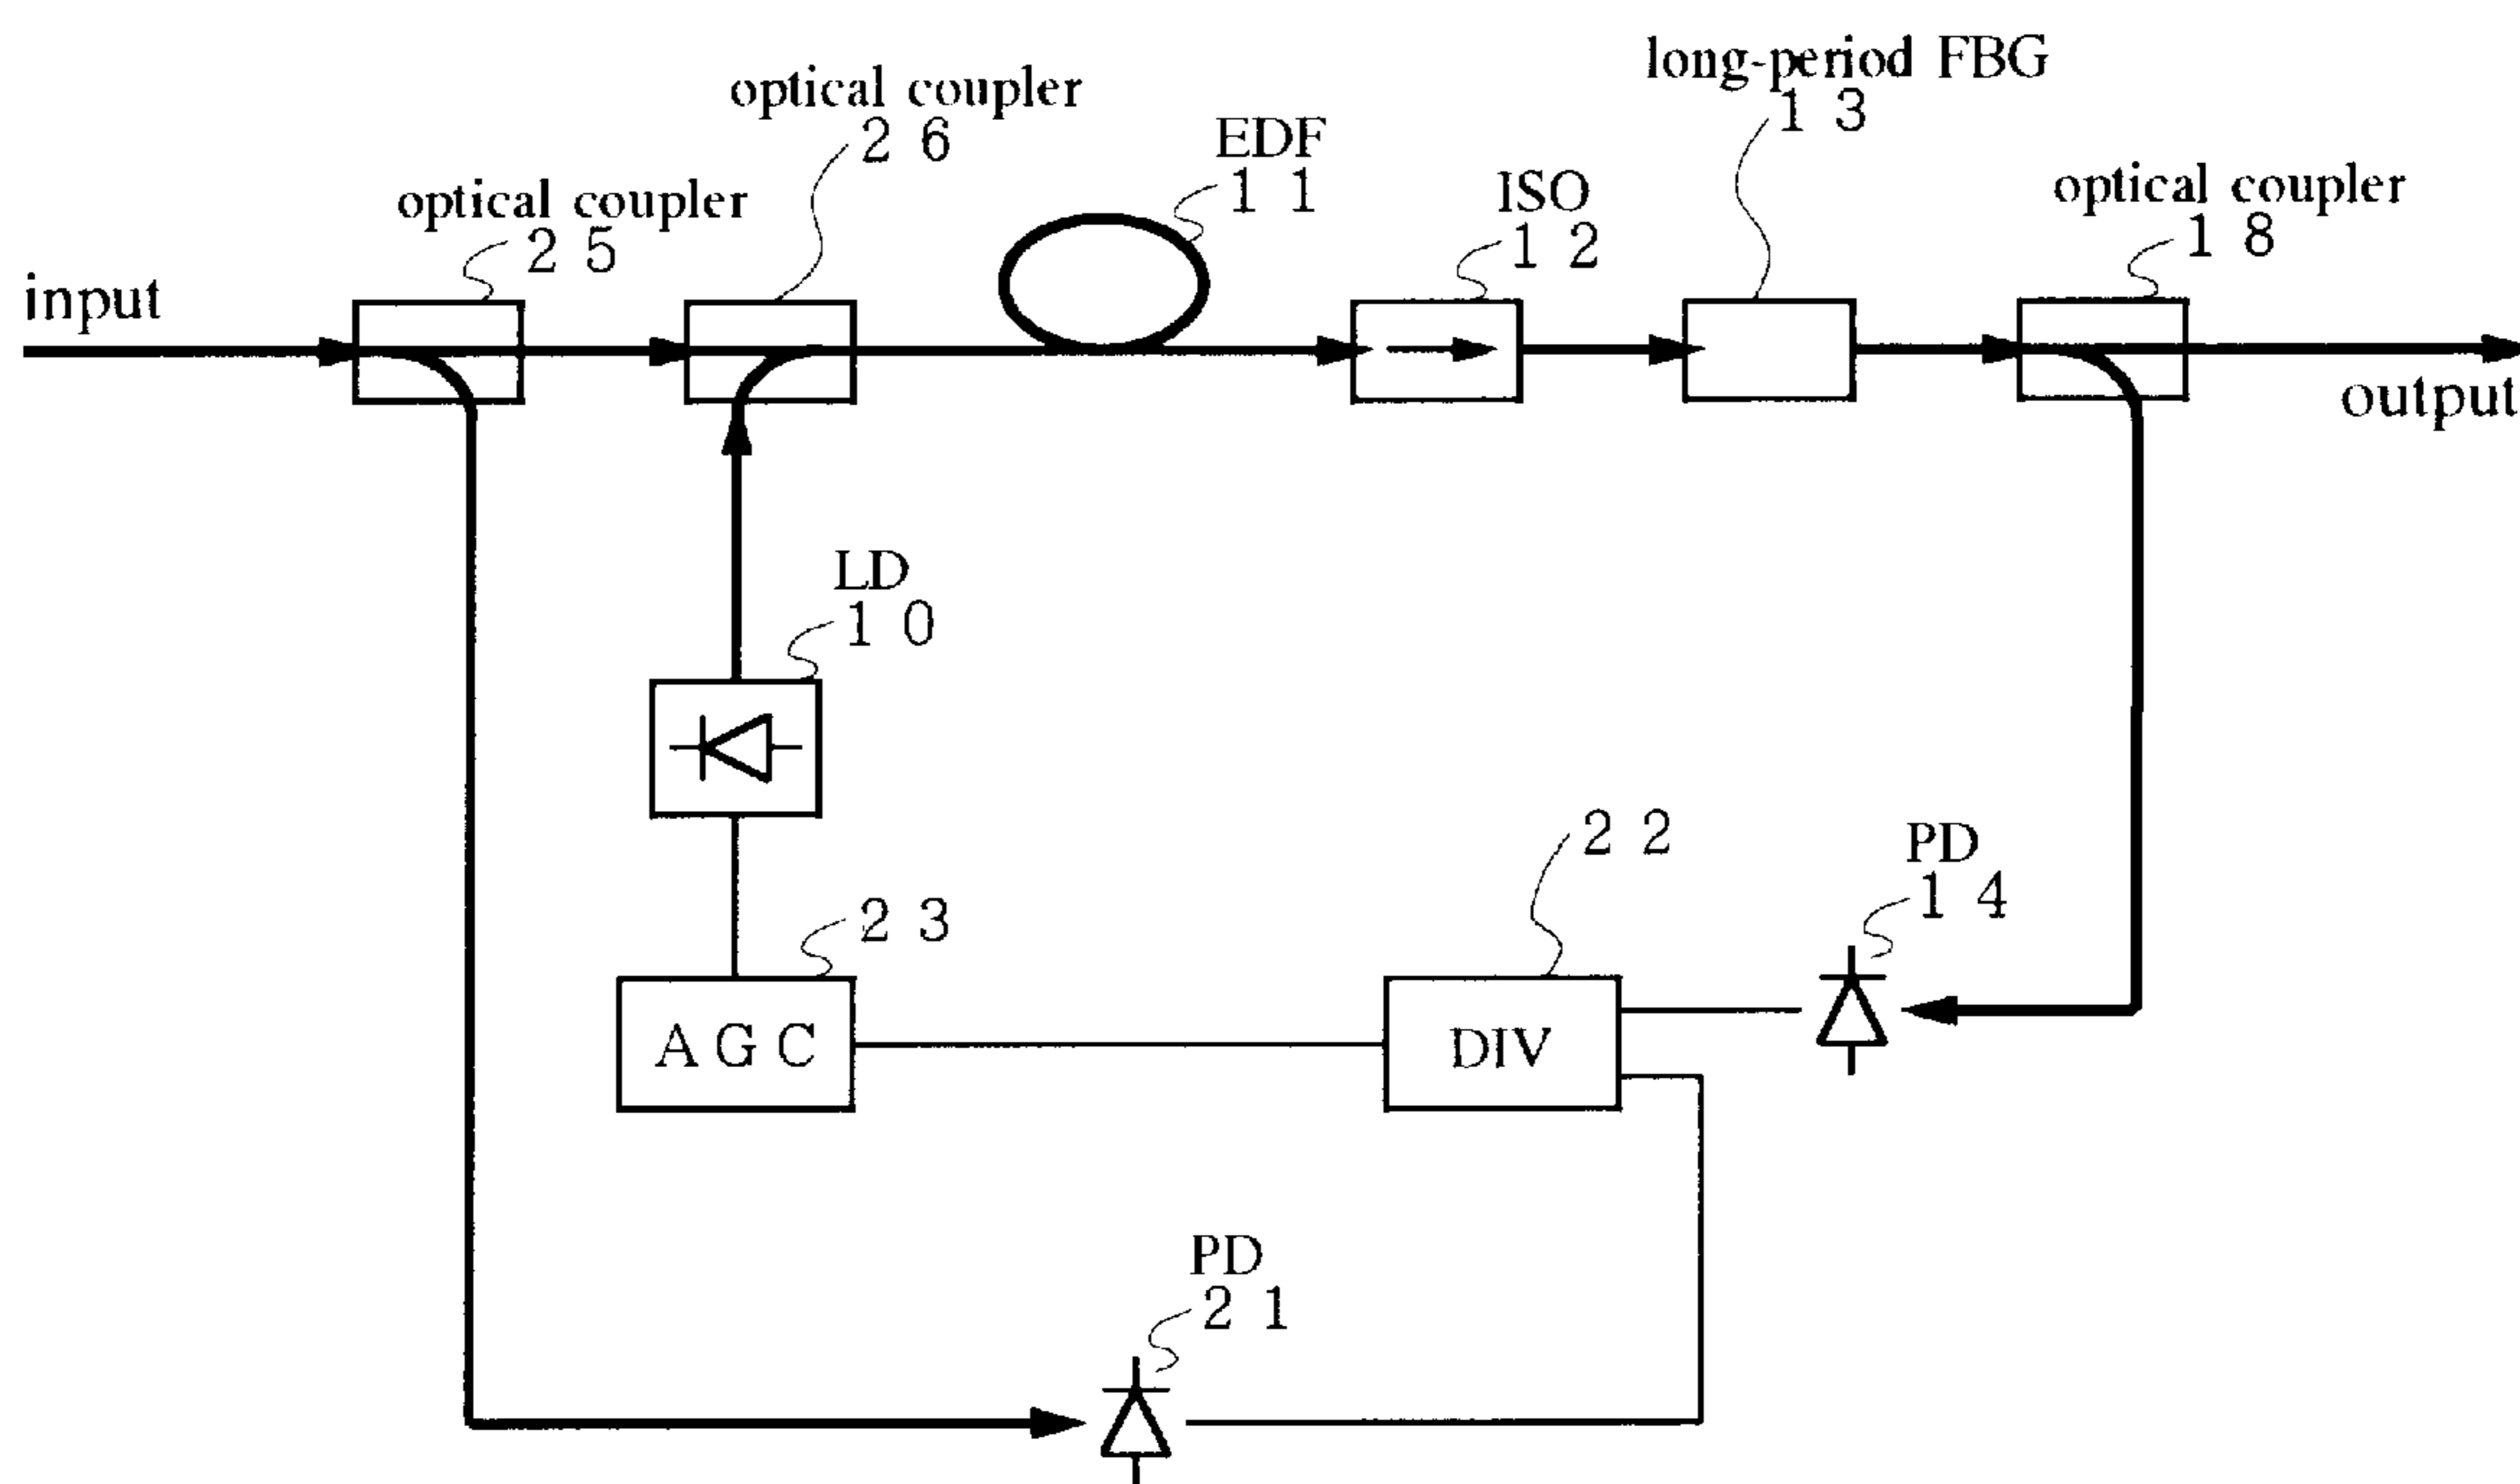 long-period FBG
13
optical coupler
26
EDF
11
optical coupler
18
ISO
12
optical coupler
25
input
output
LD
10
22
PD
14
23
AGC
DIV
PD
21